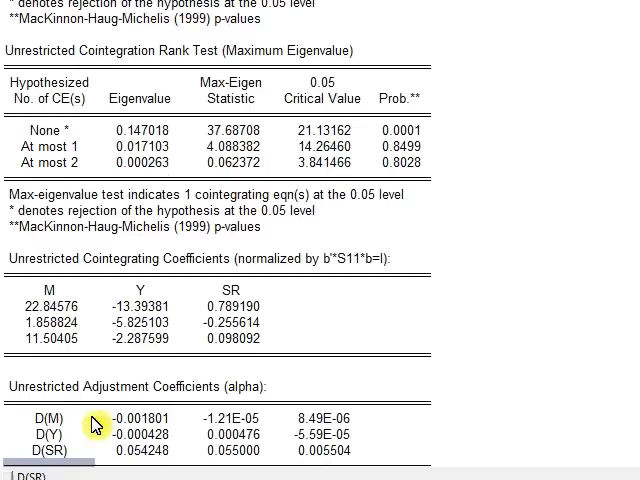 * denotes rejection of the hypothesis at the 0.05 level
**MacKinnon-Haug-Michelis (1999) p-values
Unrestricted Cointegration Rank Test (Maximum Eigenvalue)
Hypothesized Max-Eigen 0.05
No. of CE(s) Eigenvalue Statistic Critical Value Prob.**
None * 0.147018 37.68708 21.13162 0.0001
At most 1 0.017103 4.088382 14.26460 0.8499
At most 2 0.000263 0.062372 3.841466 0.8028
Max-eigenvalue test indicates 1 cointegrating eqn(s) at the 0.05 level
* denotes rejection of the hypothesis at the 0.05 level
**MacKinnon-Haug-Michelis (1999) p-values
Unrestricted Cointegrating Coefficients (normalized by b'*S11*b=I):
M Y SR
22.84576 -13.39381 0.789190
1.858824 -5.825103 -0.255614
11.50405 -2.287599 0.098092
Unrestricted Adjustment Coefficients (alpha):
D(M) -0.001801 -1.21E-05 8.49E-06
D(Y) -0.000428 0.000476 -5.59E-05
D(SR) 0.054248 0.055000 0.005504
D(SR)